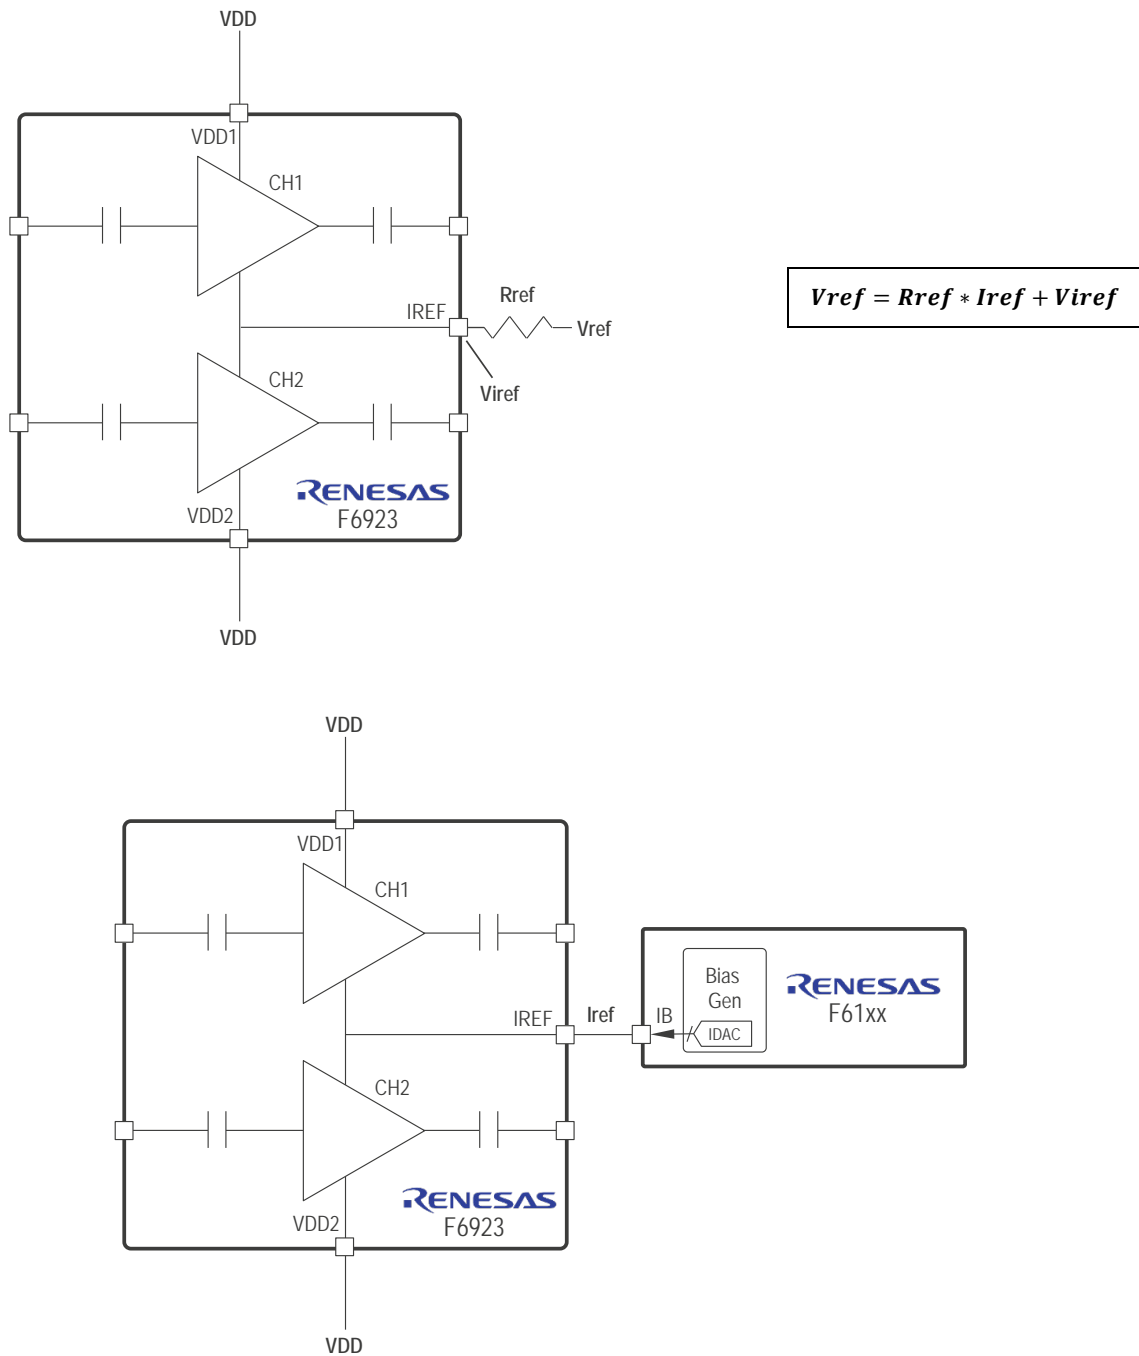 VDD
VDD1
CH1
IREF
Rref
Vref
Viref
CH2
RENESAS
VDD2
F6923
VDD
Vref = Rref * Iref + Viref
VDD
VDD1
CH1
IREF
Iref
IB
Bias
Gen
IDAC
RENESAS
F61xx
CH2
RENESAS
VDD2
F6923
VDD